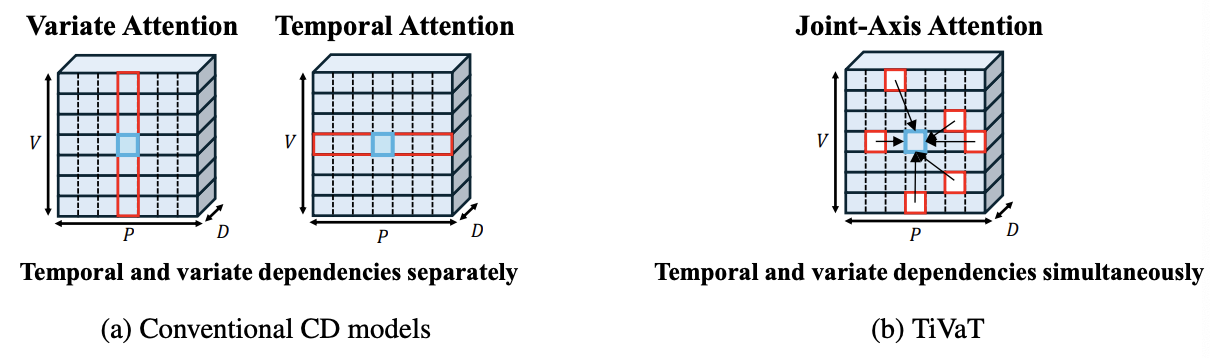 Variate Attention
Temporal Attention
Joint-Axis Attention
V
P
D
V
P
D
V
P
D
Temporal and variate dependencies separately
Temporal and variate dependencies simultaneously
(a) Conventional CD models
(b) TiVaT